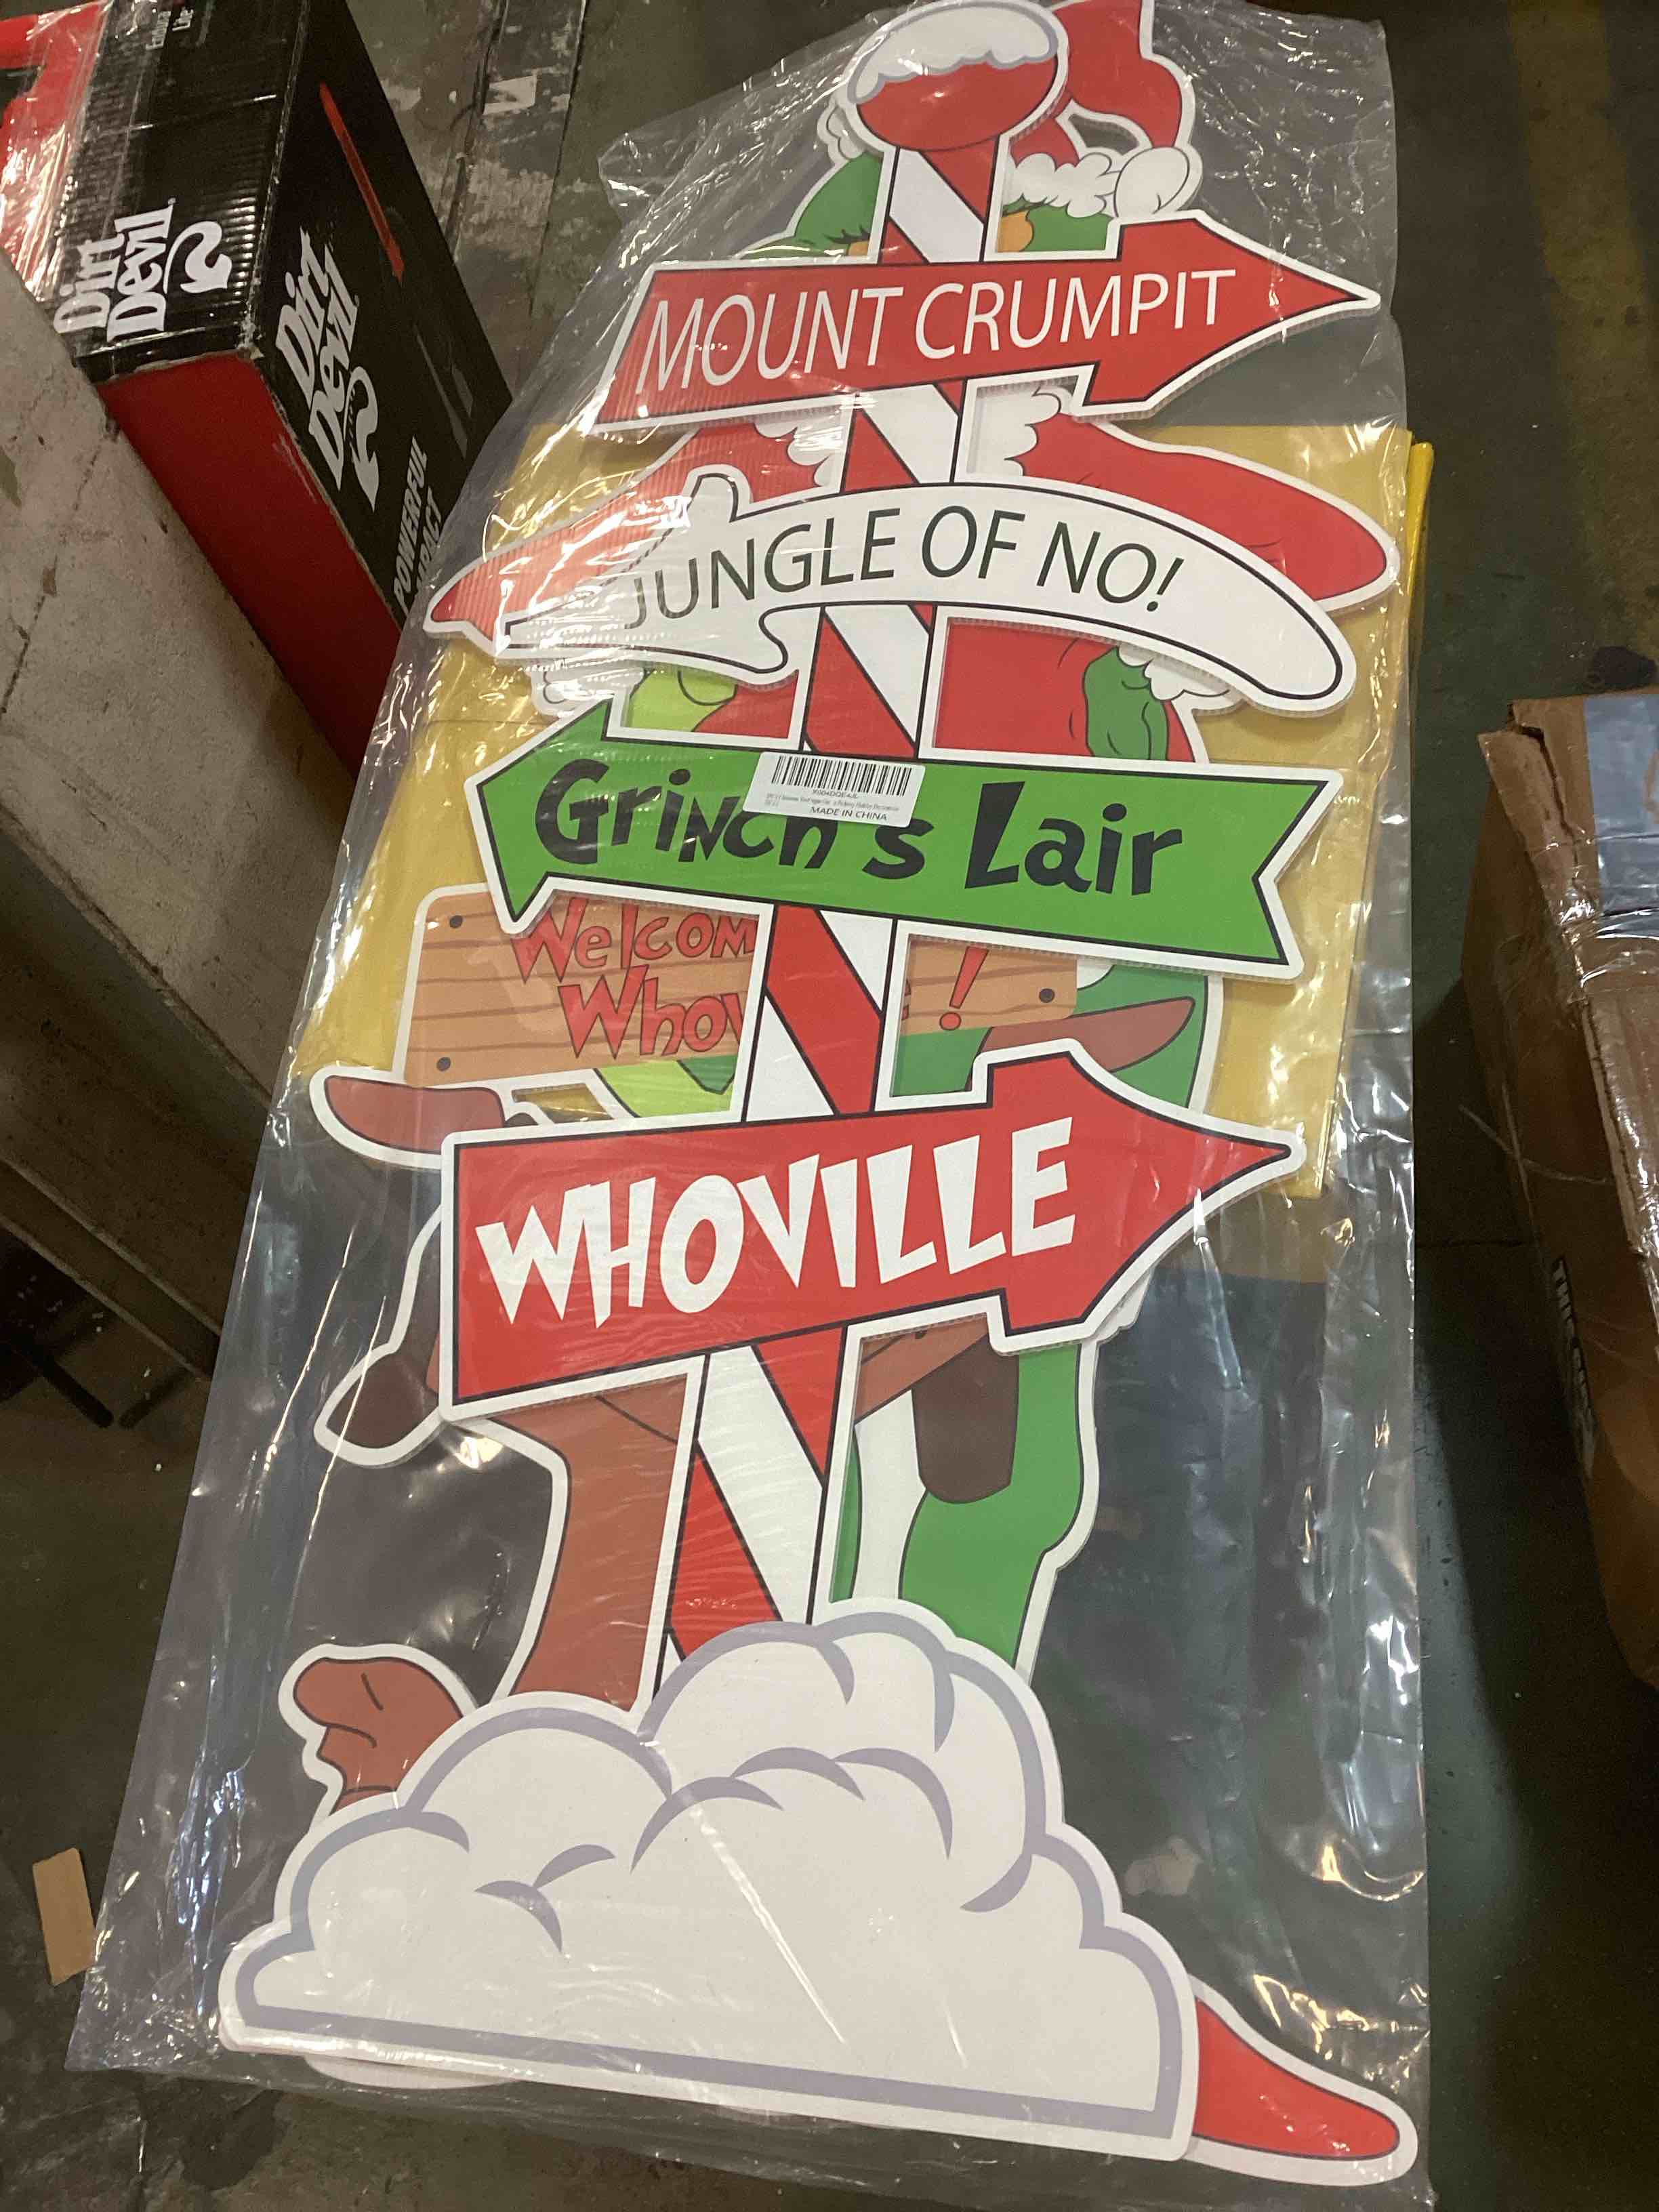 Dirt
Devil
Dirt
Devil
POWERFUL
MOUNT CRUMPIT
JUNGLE OF NO!
MADE IN CHINA
Grinch's Lair
Welcom
Whov
!
WHOVILLE